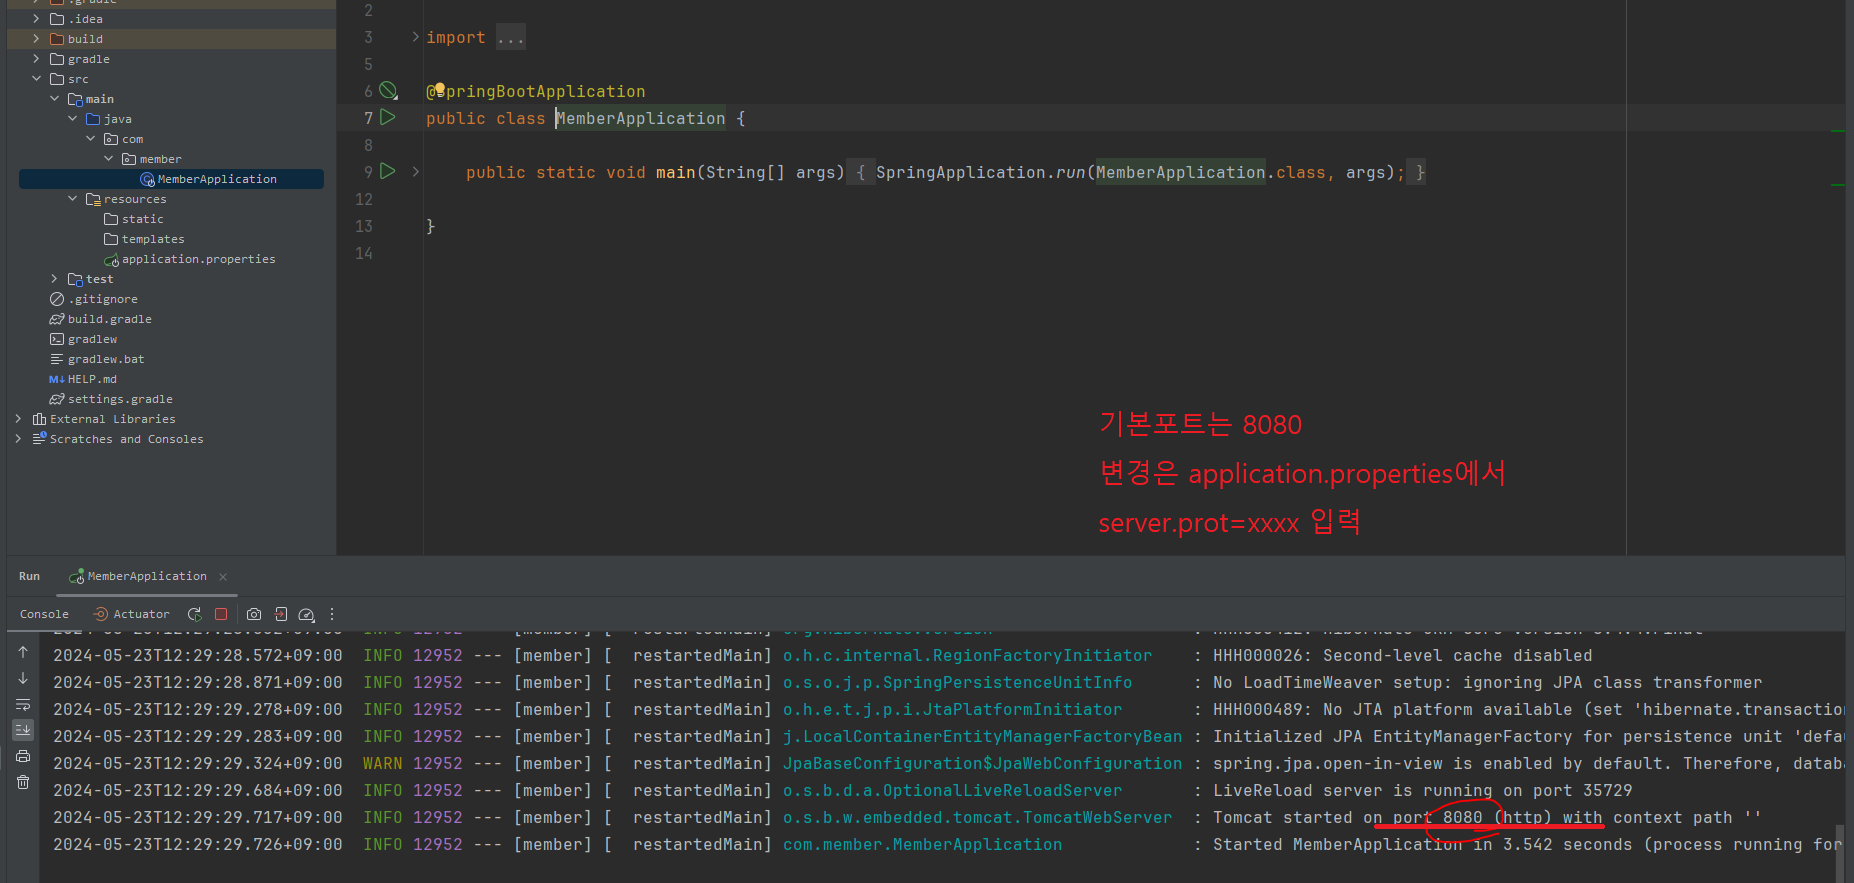 .gradle
.idea
build
gradle
src
main
java
com
member
MemberApplication
resources
static
templates
application.properties
test
.gitignore
build.gradle
gradlew
gradlew.bat
HELP.md
settings.gradle
External Libraries
Scratches and Consoles
2
3 import ...
5
6 @SpringBootApplication
7 public class MemberApplication {
8
9 public static void main(String[] args) { SpringApplication.run(MemberApplication.class, args); }
12
13 }
14
기본포트는 8080
변경은 application.properties에서
server.prot=xxxx 입력
Run MemberApplication
Console Actuator
2024-05-23T12:29:28.572+09:00 INFO 12952 --- [member] [ restartedMain] o.h.c.internal.RegionFactoryInitiator : HHH000026: Second-level cache disabled
2024-05-23T12:29:28.871+09:00 INFO 12952 --- [member] [ restartedMain] o.s.o.j.p.SpringPersistenceUnitInfo : No LoadTimeWeaver setup: ignoring JPA class transformer
2024-05-23T12:29:29.278+09:00 INFO 12952 --- [member] [ restartedMain] o.h.e.t.j.p.i.JtaPlatformInitiator : HHH000489: No JTA platform available (set 'hibernate.transactio
2024-05-23T12:29:29.283+09:00 INFO 12952 --- [member] [ restartedMain] j.LocalContainerEntityManagerFactoryBean : Initialized JPA EntityManagerFactory for persistence unit 'defau
2024-05-23T12:29:29.324+09:00 WARN 12952 --- [member] [ restartedMain] JpaBaseConfiguration$JpaWebConfiguration : spring.jpa.open-in-view is enabled by default. Therefore, datab
2024-05-23T12:29:29.684+09:00 INFO 12952 --- [member] [ restartedMain] o.s.b.d.a.OptionalLiveReloadServer : LiveReload server is running on port 35729
2024-05-23T12:29:29.717+09:00 INFO 12952 --- [member] [ restartedMain] o.s.b.w.embedded.tomcat.TomcatWebServer : Tomcat started on port 8080 (http) with context path ''
2024-05-23T12:29:29.726+09:00 INFO 12952 --- [member] [ restartedMain] com.member.MemberApplication : Started MemberApplication in 3.542 seconds (process running for